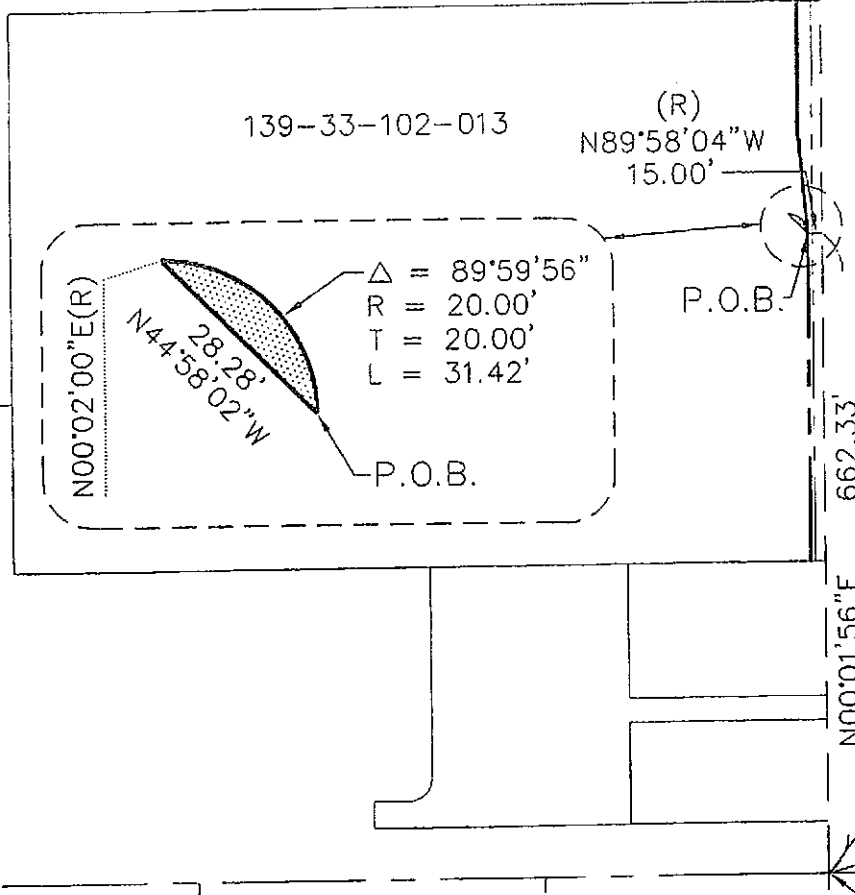 139-33-102-013
(R)
N89°58'04"W
15.00'
Δ = 89°59'56"
R = 20.00'
T = 20.00'
L = 31.42'
N00°02'00"E(R)
28.28'
N44°58'02"W
P.O.B.
P.O.B.
662.33'
N00°01'56"E